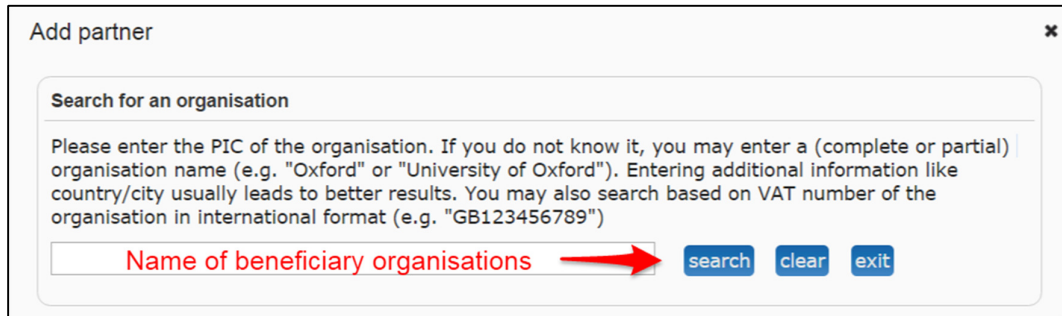 Add partner ✖
Search for an organisation
Please enter the PIC of the organisation. If you do not know it, you may enter a (complete or partial)
organisation name (e.g. "Oxford" or "University of Oxford"). Entering additional information like
country/city usually leads to better results. You may also search based on VAT number of the
organisation in international format (e.g. "GB123456789")
Name of beneficiary organisations search clear exit